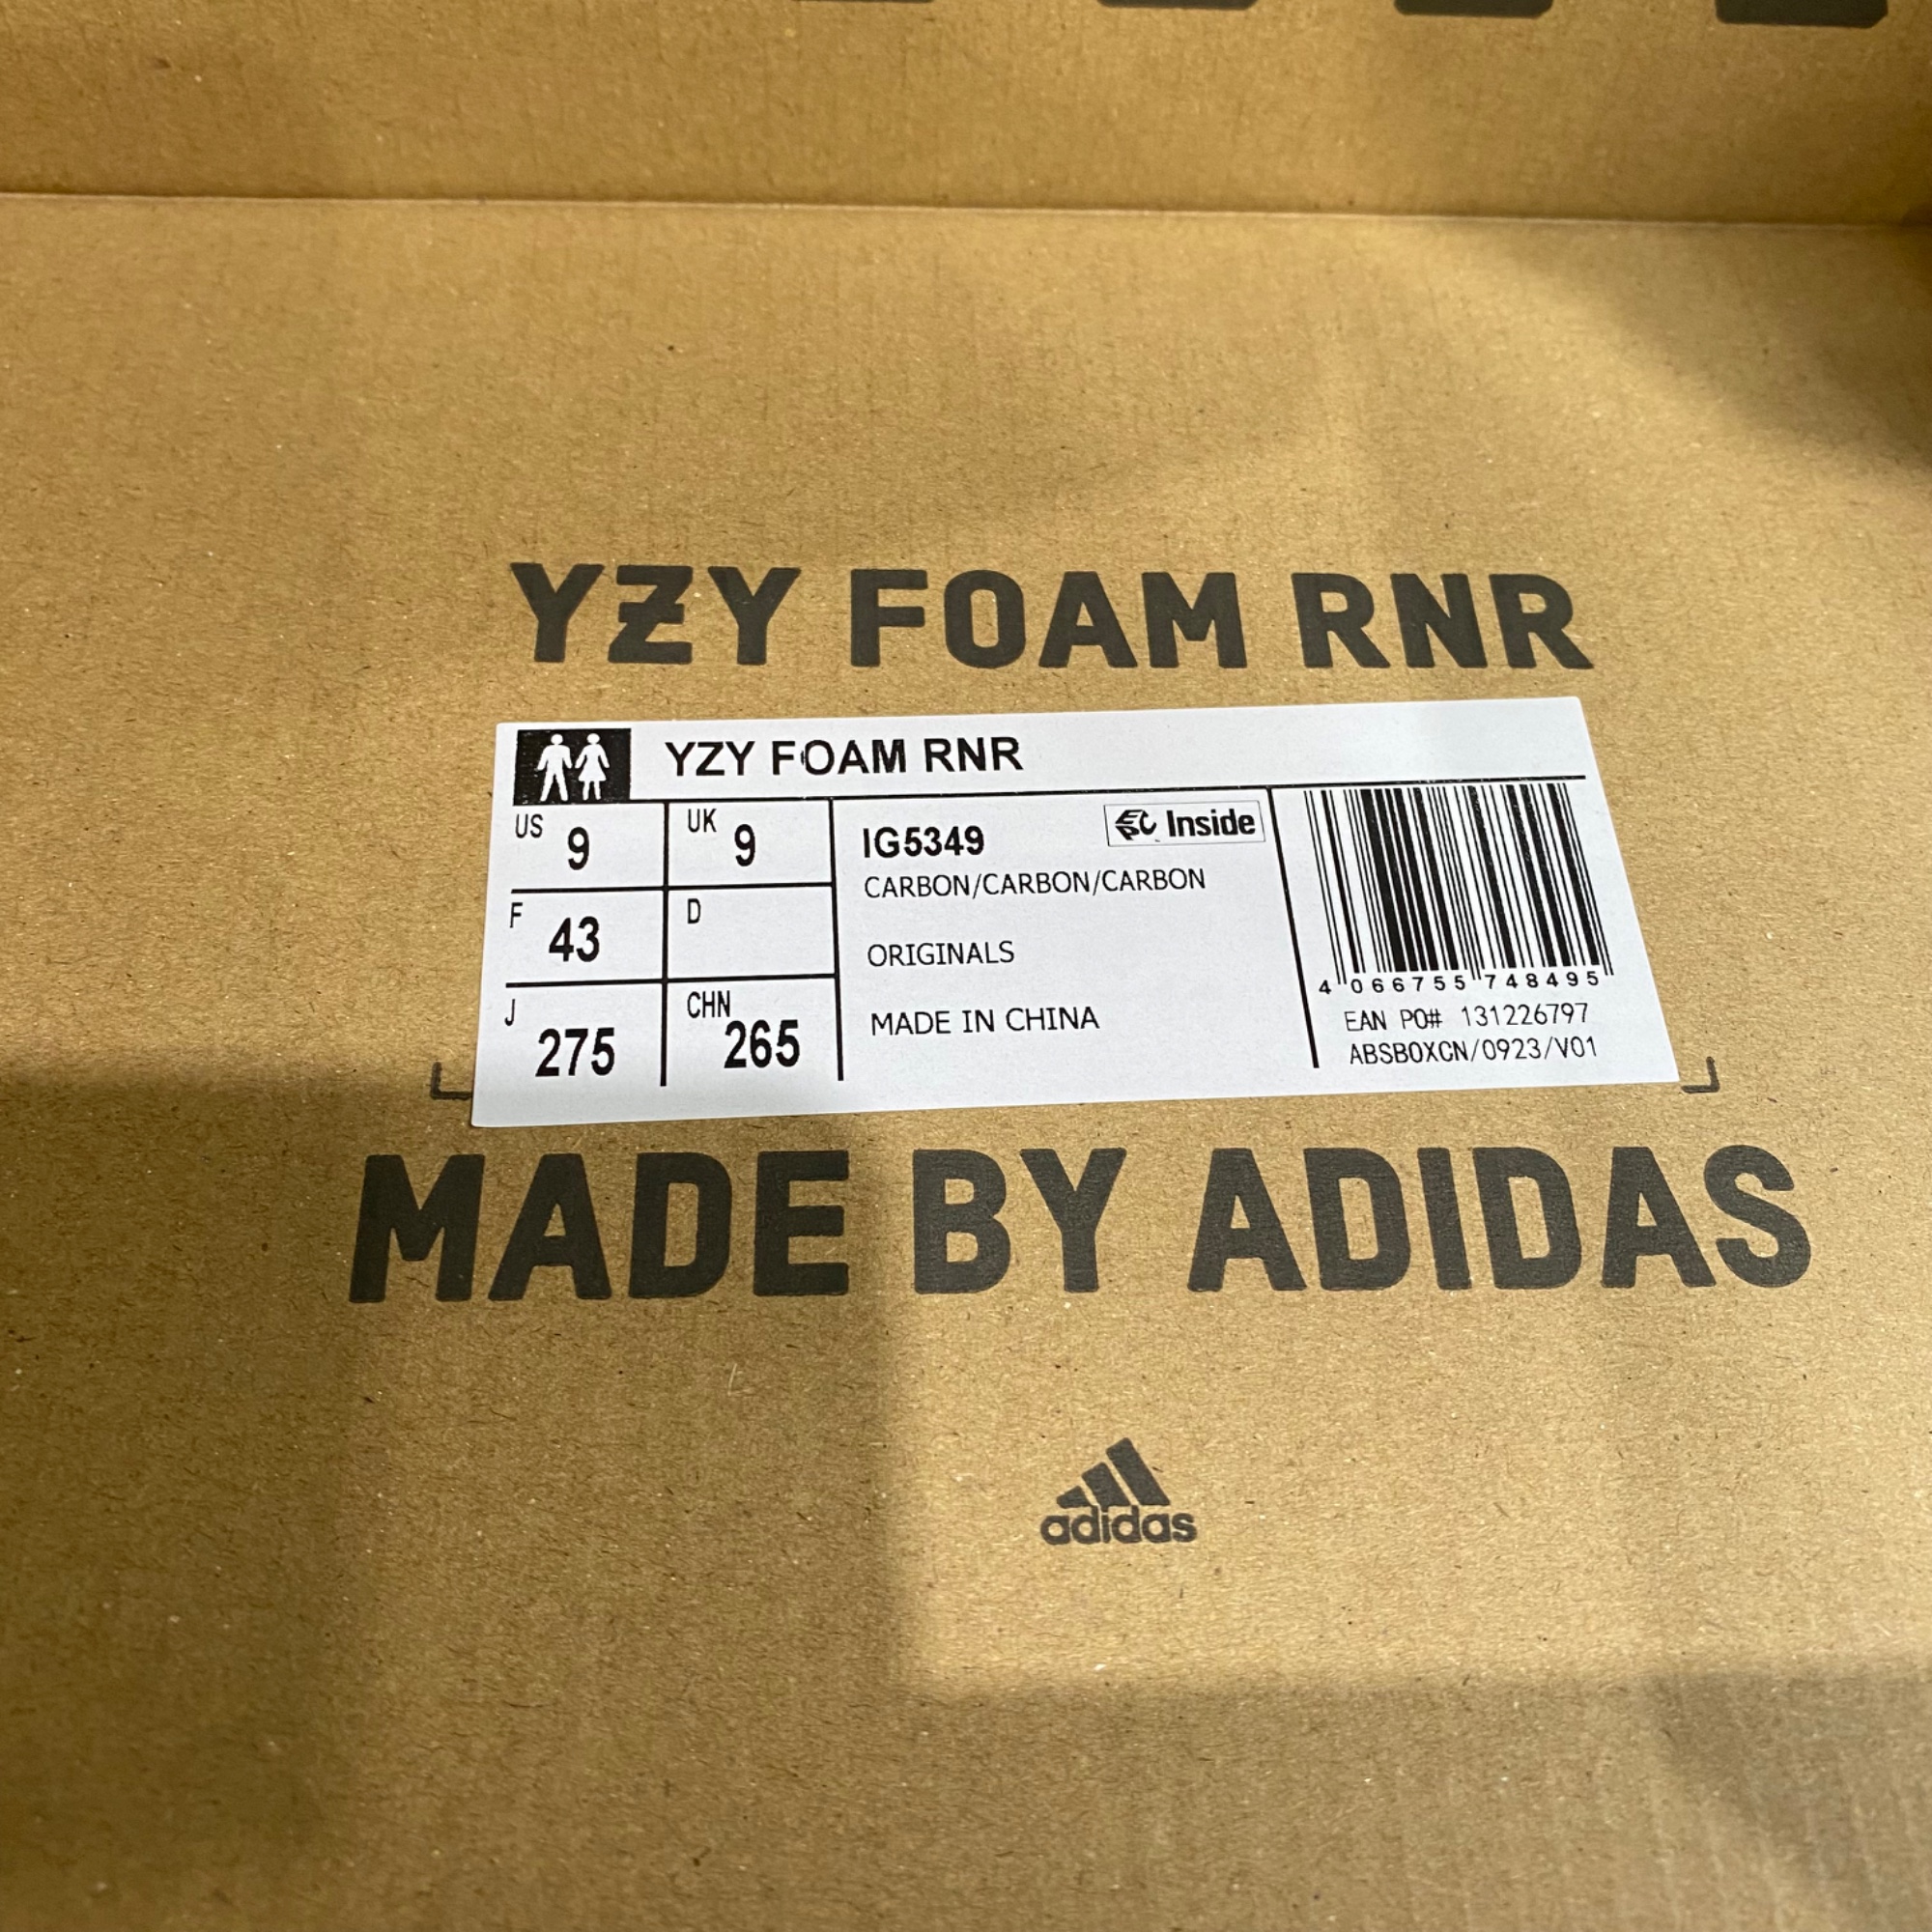 YZY FOAM RNR
YZY FOAM RNR
US 9 UK 9
F 43 D
J 275 CHN 265
IG5349 EPC Inside
CARBON/CARBON/CARBON
ORIGINALS
MADE IN CHINA
4 066755 748495
EAN PO# 131226797
ABSBOXCN/0923/V01
MADE BY ADIDAS
adidas